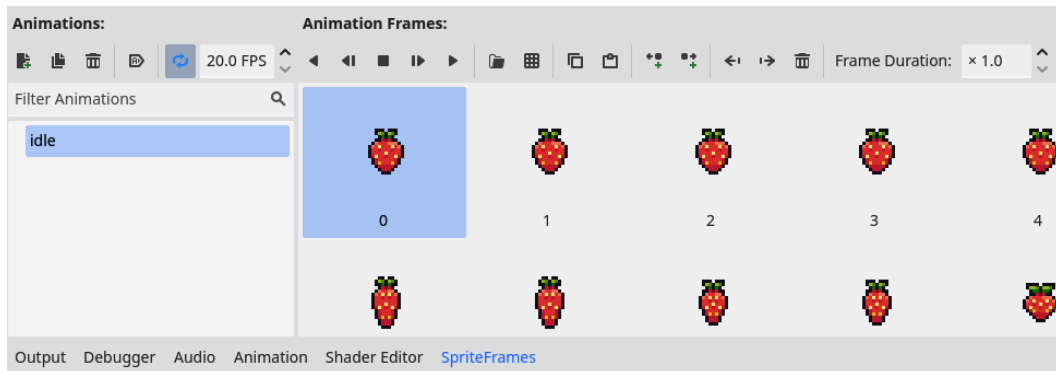 Animations: Animation Frames:
20.0 FPS Frame Duration: × 1.0
Filter Animations
idle
0 1 2 3 4
Output Debugger Audio Animation Shader Editor SpriteFrames